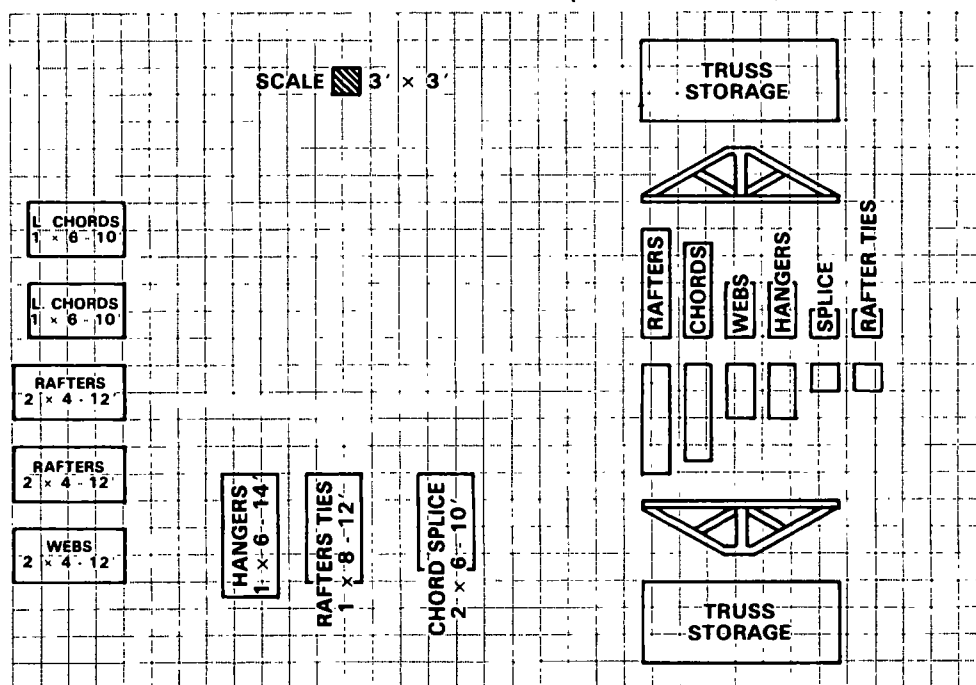 SCALE 3' × 3'
TRUSS
STORAGE
L. CHORDS
1 × 6 - 10'
L. CHORDS
1 × 6 - 10'
RAFTERS
2 × 4 - 12'
RAFTERS
2 × 4 - 12'
WEBS
2 × 4 - 12'
HANGERS
1 × 6 - 14'
RAFTERS TIES
1 × 8 - 12'
CHORD SPLICE
2 × 6 - 10'
RAFTERS
CHORDS
WEBS
HANGERS
SPLICE
RAFTER TIES
TRUSS
STORAGE